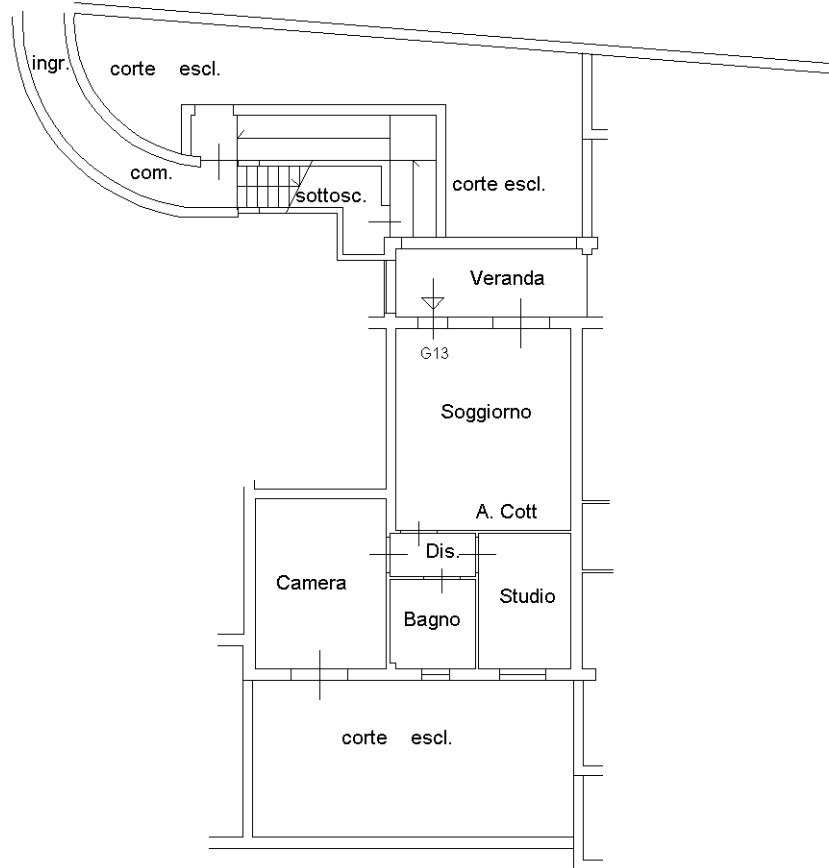 ingr.
corte escl.
com.
sottosc.
corte escl.
Veranda
G13
Soggiorno
A. Cott
Dis.
Camera
Studio
Bagno
corte escl.